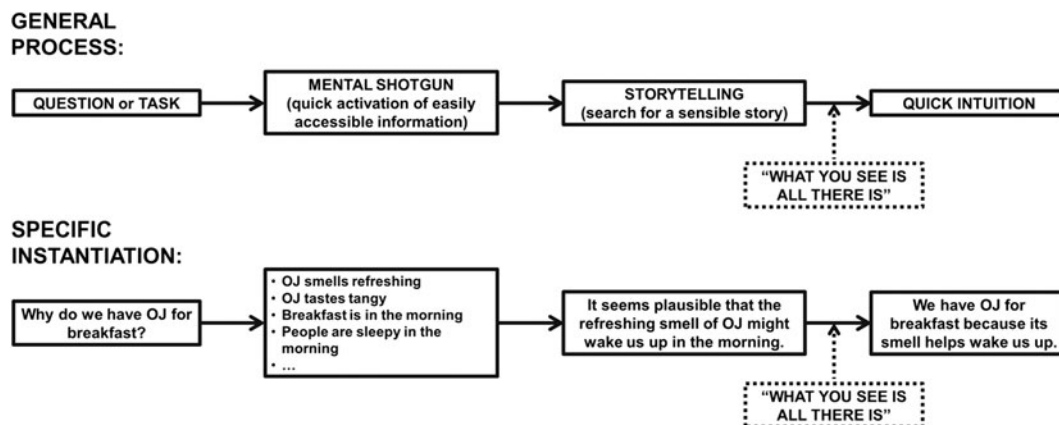 GENERAL
PROCESS:
QUESTION or TASK
MENTAL SHOTGUN
(quick activation of easily
accessible information)
STORYTELLING
(search for a sensible story)
QUICK INTUITION
“WHAT YOU SEE IS
ALL THERE IS”
SPECIFIC
INSTANTIATION:
Why do we have OJ for
breakfast?
• OJ smells refreshing
• OJ tastes tangy
• Breakfast is in the morning
• People are sleepy in the
morning
• ...
It seems plausible that the
refreshing smell of OJ might
wake us up in the morning.
We have OJ for
breakfast because its
smell helps wake us up.
“WHAT YOU SEE IS
ALL THERE IS”